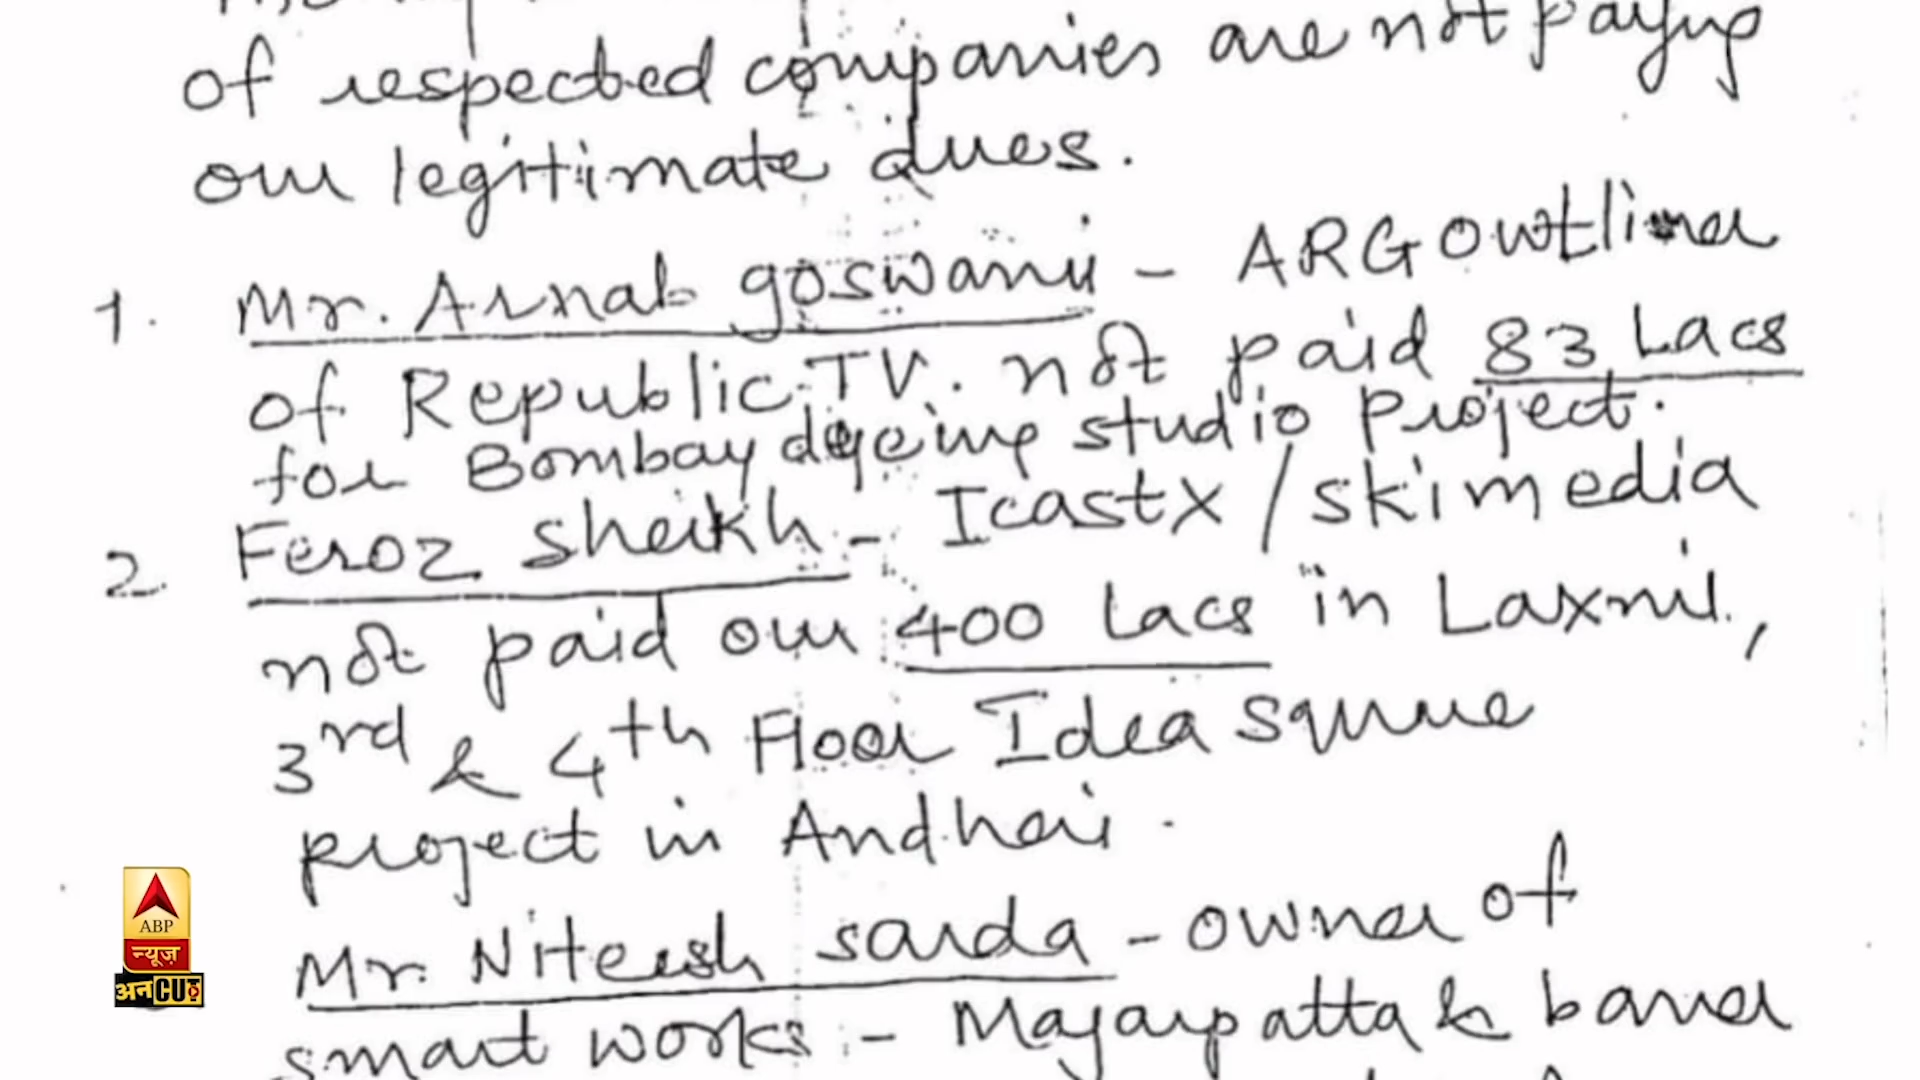 of respected companies are not paying
our legitimate dues.
1. Mr. Arnab goswami - ARG Outlier
of Republic TV. not paid 83 Lacs
for Bombay dyeing studio Project.
2. Feroz sheikh - IcastX / skimedia
not paid our 400 lacs in Laxmi,
3rd & 4th Floor Idea Square
project in Andheri.
Mr. Niteesh sarda - owner of
smart works - Magarpatta & baner
ABP
न्यूज़
अनCUT